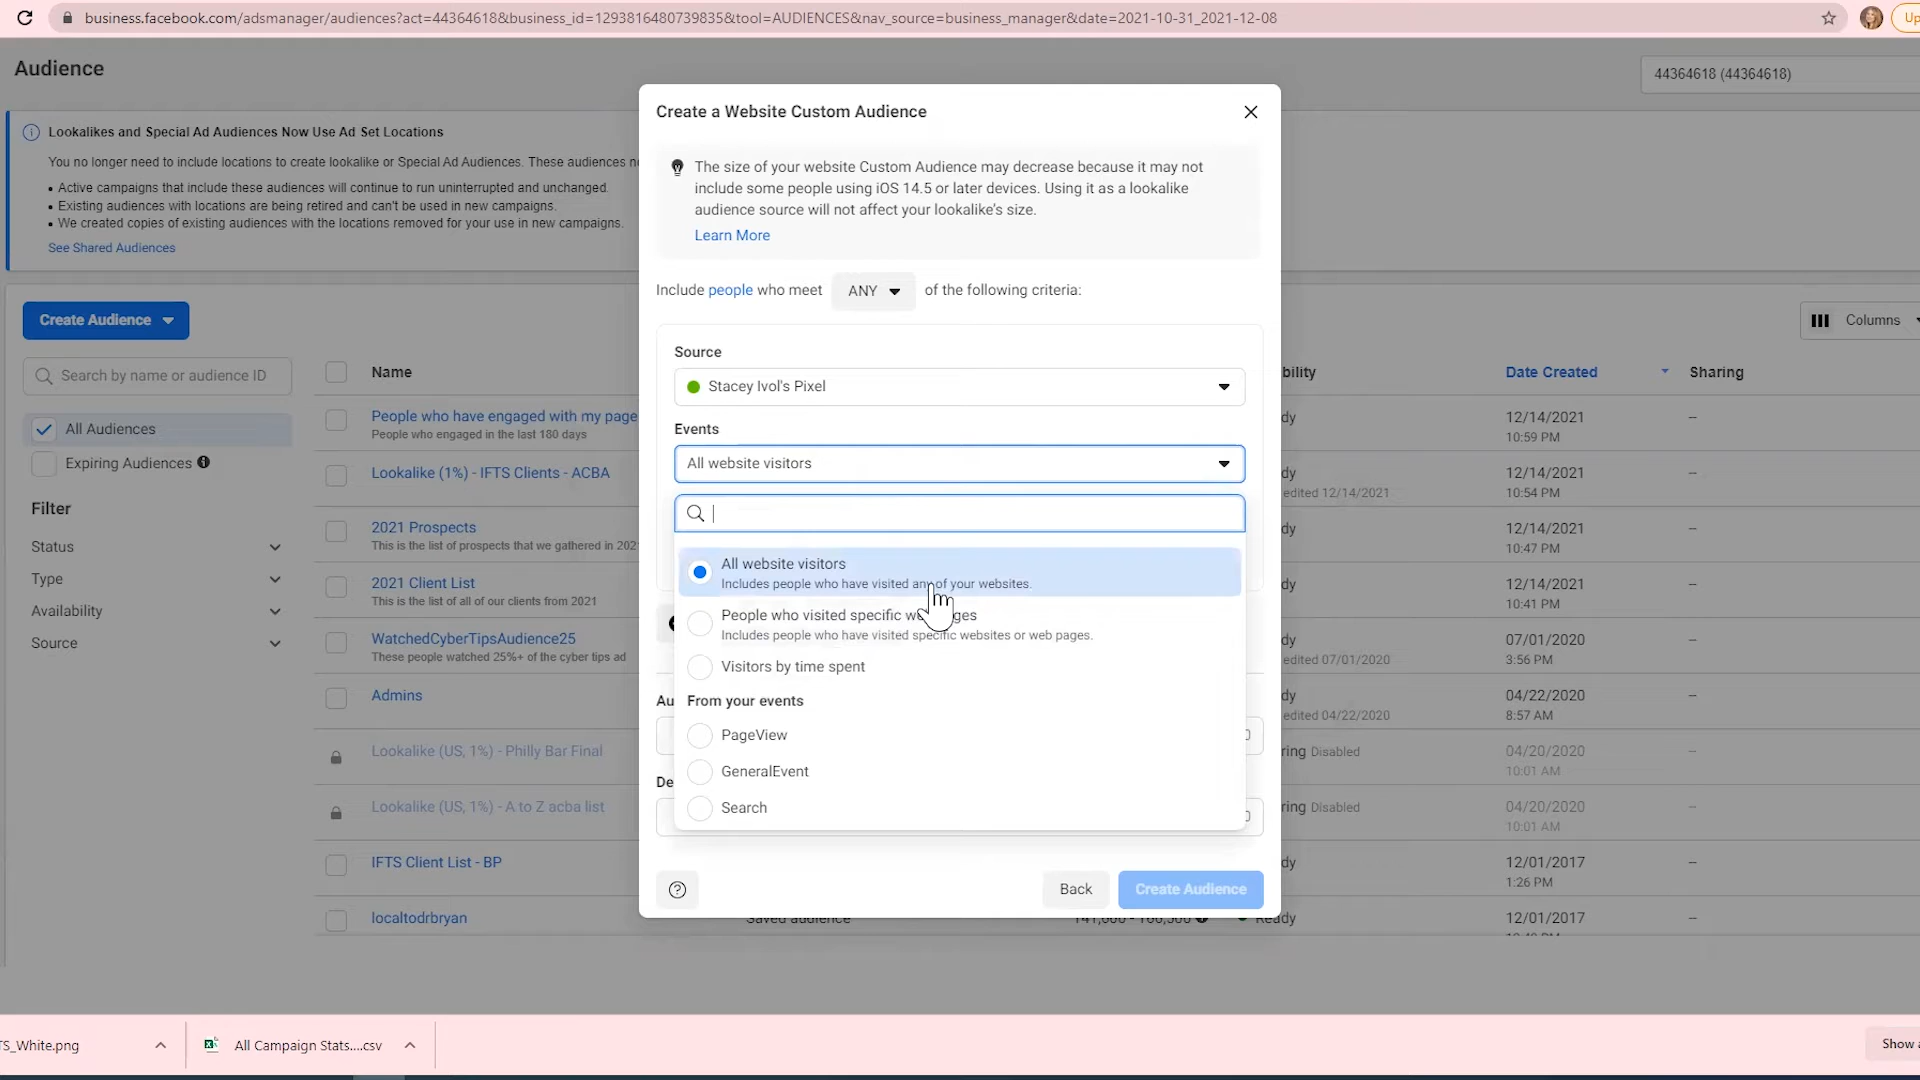 business.facebook.com/adsmanager/audiences?act=44364618&business_id=1293816480739835&tool=AUDIENCES&nav_source=business_manager&date=2021-10-31_2021-12-08
Up
Audience
44364618 (44364618)
Lookalikes and Special Ad Audiences Now Use Ad Set Locations
You no longer need to include locations to create lookalike or Special Ad Audiences. These audiences
• Active campaigns that include these audiences will continue to run uninterrupted and unchanged.
• Existing audiences with locations are being retired and can't be used in new campaigns.
• We created copies of existing audiences with the locations removed for your use in new campaigns.
See Shared Audiences
Create Audience
Columns
Search by name or audience ID
All Audiences
Expiring Audiences
Filter
Status
Type
Availability
Source
Name
Date Created
Sharing
People who have engaged with my page
People who engaged in the last 180 days
12/14/2021
10:59 PM
--
Lookalike (1%) - IFTS Clients - ACBA
edited 12/14/2021
12/14/2021
10:54 PM
--
2021 Prospects
This is the list of prospects that we gathered in 202
12/14/2021
10:47 PM
--
2021 Client List
This is the list of all of our clients from 2021
12/14/2021
10:41 PM
--
WatchedCyberTipsAudience25
These people watched 25%+ of the cyber tips ad
edited 07/01/2020
07/01/2020
3:56 PM
--
Admins
edited 04/22/2020
04/22/2020
8:57 AM
--
Lookalike (US, 1%) - Philly Bar Final
Disabled
04/20/2020
10:01 AM
--
Lookalike (US, 1%) - A to Z acba list
Disabled
04/20/2020
10:01 AM
--
IFTS Client List - BP
12/01/2017
1:26 PM
--
localtodrbryan
Saved audience
Ready
12/01/2017
--
Create a Website Custom Audience
The size of your website Custom Audience may decrease because it may not
include some people using iOS 14.5 or later devices. Using it as a lookalike
audience source will not affect your lookalike's size.
Learn More
Include people who meet ANY of the following criteria:
Source
Stacey Ivol's Pixel
Events
All website visitors
All website visitors
Includes people who have visited any of your websites.
People who visited specific web pages
Includes people who have visited specific websites or web pages.
Visitors by time spent
From your events
PageView
GeneralEvent
Search
Au
De
Back
Create Audience
TS_White.png
All Campaign Stats....csv
Show a